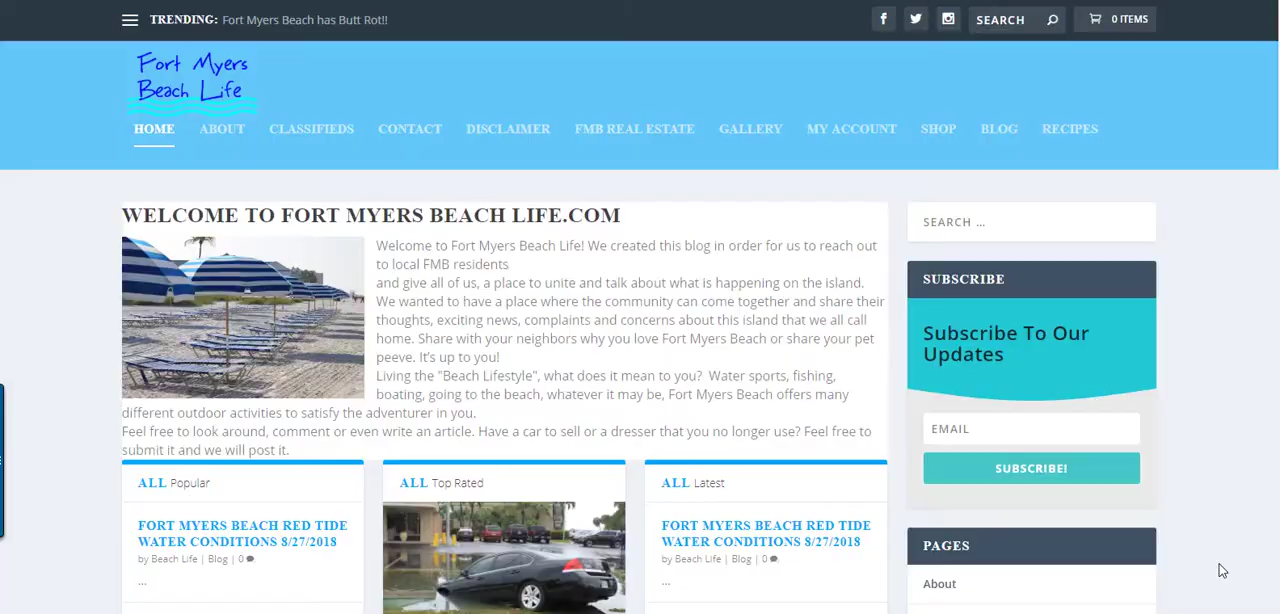 TRENDING: Fort Myers Beach has Butt Rot!!
SEARCH
0 ITEMS
Fort Myers
Beach Life
HOME ABOUT CLASSIFIEDS CONTACT DISCLAIMER FMB REAL ESTATE GALLERY MY ACCOUNT SHOP BLOG RECIPES
WELCOME TO FORT MYERS BEACH LIFE.COM
Welcome to Fort Myers Beach Life! We created this blog in order for us to reach out
to local FMB residents
and give all of us, a place to unite and talk about what is happening on the island.
We wanted to have a place where the community can come together and share their
thoughts, exciting news, complaints and concerns about this island that we all call
home. Share with your neighbors why you love Fort Myers Beach or share your pet
peeve. It's up to you!
Living the "Beach Lifestyle", what does it mean to you? Water sports, fishing,
boating, going to the beach, whatever it may be, Fort Myers Beach offers many
different outdoor activities to satisfy the adventurer in you.
Feel free to look around, comment or even write an article. Have a car to sell or a dresser that you no longer use? Feel free to
submit it and we will post it.
ALL Popular
FORT MYERS BEACH RED TIDE
WATER CONDITIONS 8/27/2018
by Beach Life | Blog | 0
...
ALL Top Rated
ALL Latest
FORT MYERS BEACH RED TIDE
WATER CONDITIONS 8/27/2018
by Beach Life | Blog | 0
...
SEARCH ...
SUBSCRIBE
Subscribe To Our
Updates
EMAIL
SUBSCRIBE!
PAGES
About